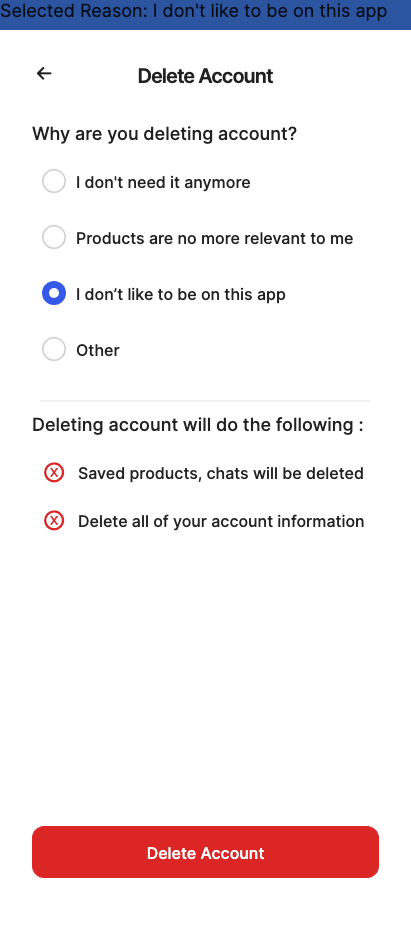 Selected Reason: I don't like to be on this app
Delete Account
Why are you deleting account?
I don't need it anymore
Products are no more relevant to me
I don’t like to be on this app
Other
Deleting account will do the following :
Saved products, chats will be deleted
Delete all of your account information
Delete Account